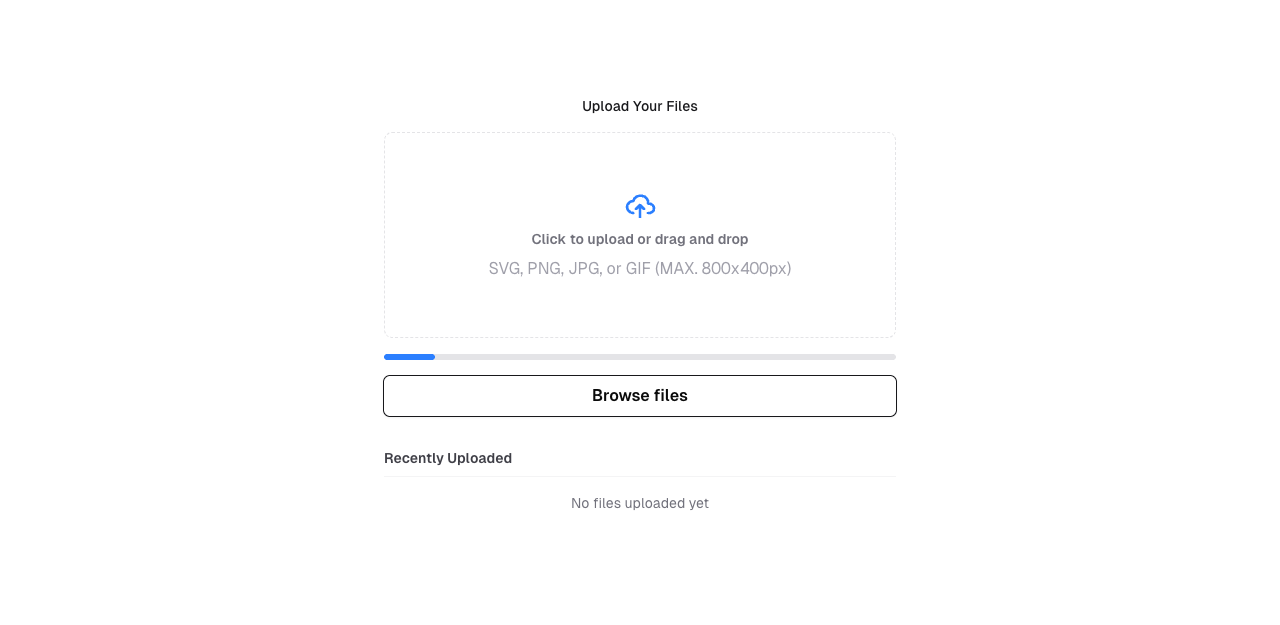 Upload Your Files
Click to upload or drag and drop
SVG, PNG, JPG, or GIF (MAX. 800x400px)
Browse files
Recently Uploaded
No files uploaded yet